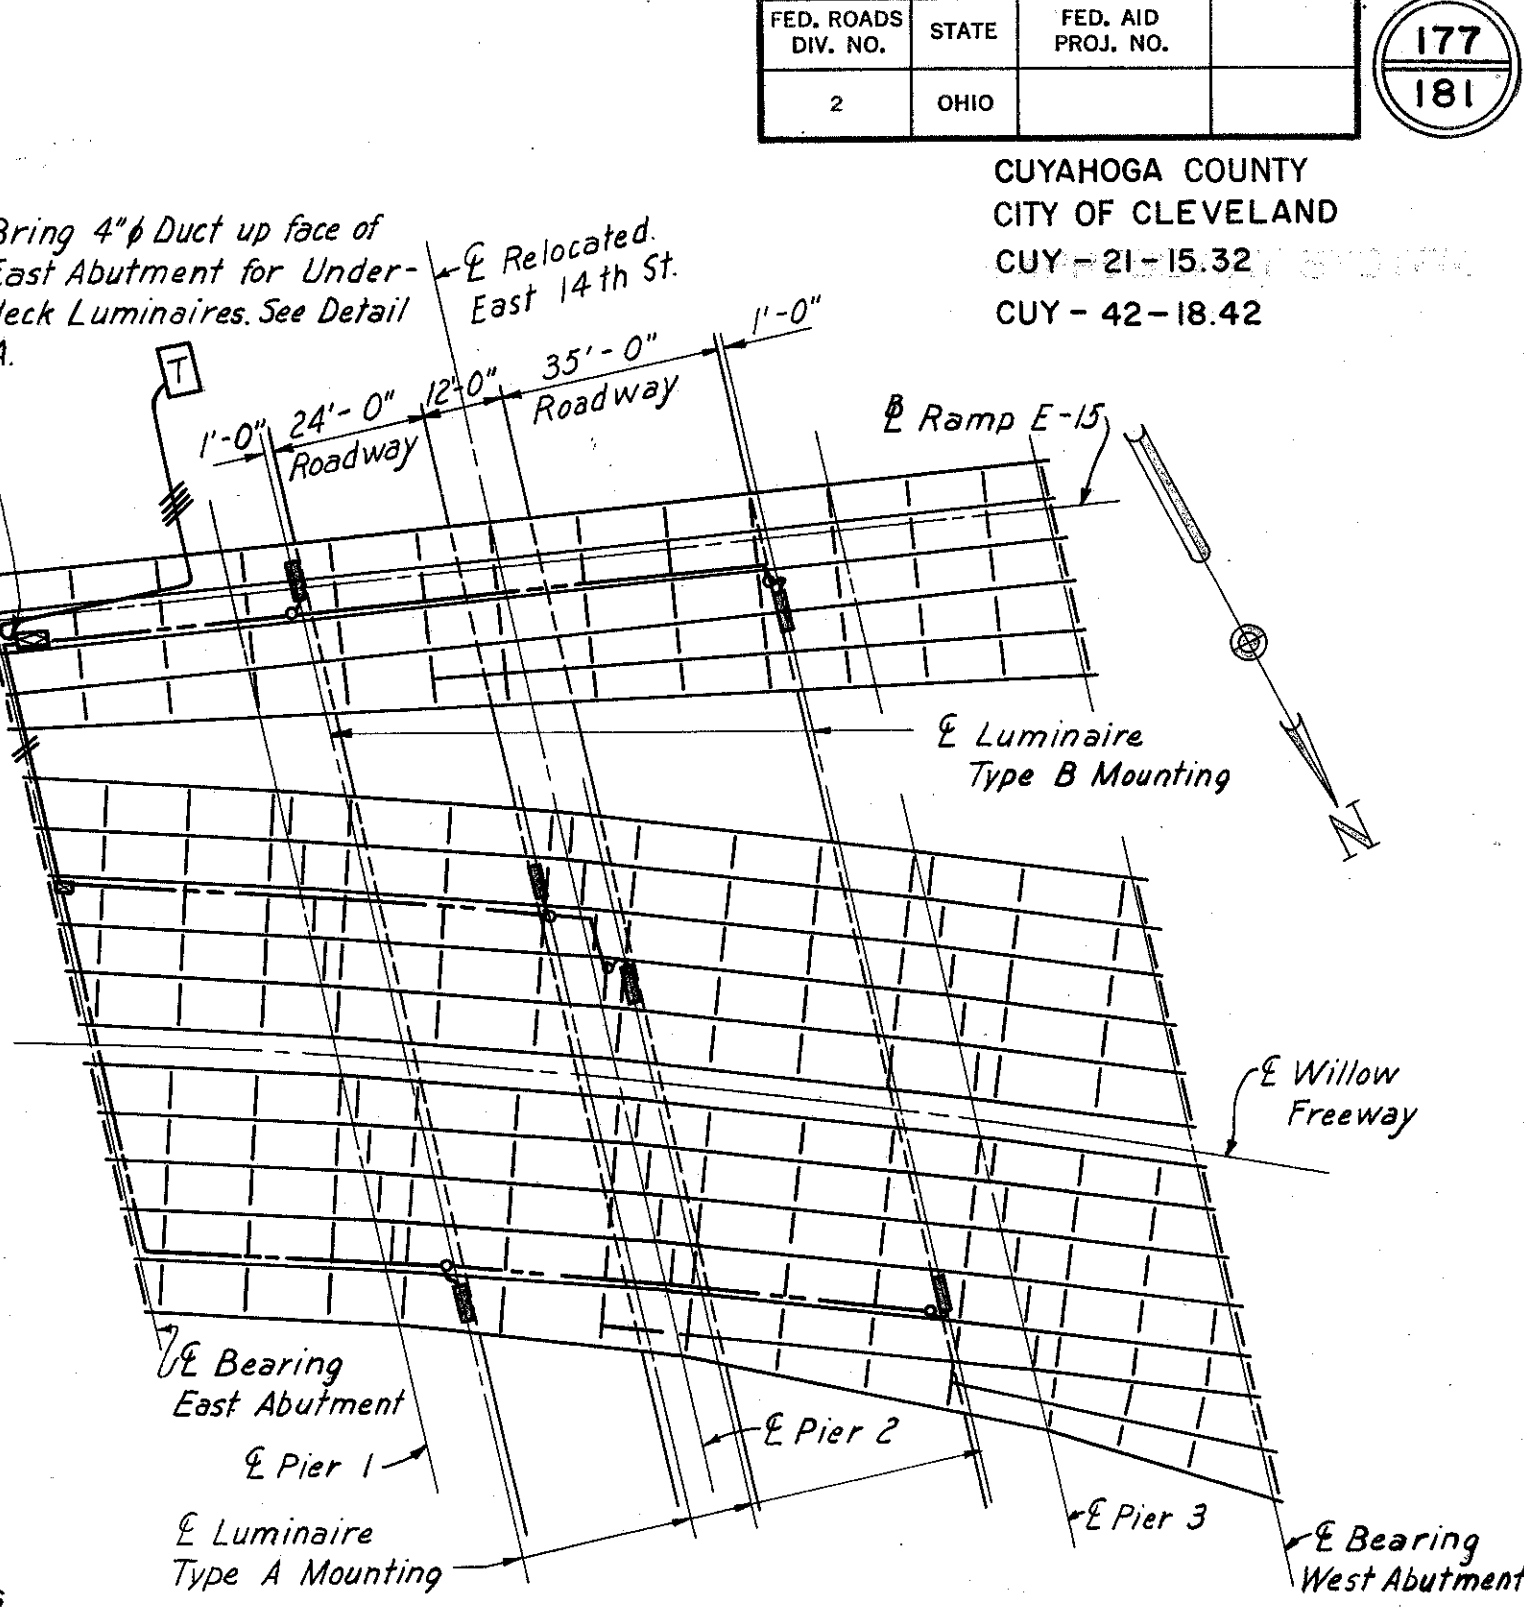 FED. ROADS
DIV. NO.
STATE
FED. AID
PROJ. NO.
2
OHIO
177
181
CUYAHOGA COUNTY
CITY OF CLEVELAND
CUY - 21 - 15.32
CUY - 42 - 18.42
Bring 4"ϕ Duct up face of
East Abutment for Under-
deck Luminaires. See Detail
A.
℄ Relocated.
East 14th St.
T
1'-0"
24'-0"
Roadway
12'-0"
35'-0"
Roadway
1'-0"
Ramp E-15
℄ Luminaire
Type B Mounting
N
℄ Willow
Freeway
℄ Bearing
East Abutment
℄ Pier 1
℄ Pier 2
℄ Luminaire
Type A Mounting
℄ Pier 3
℄ Bearing
West Abutment